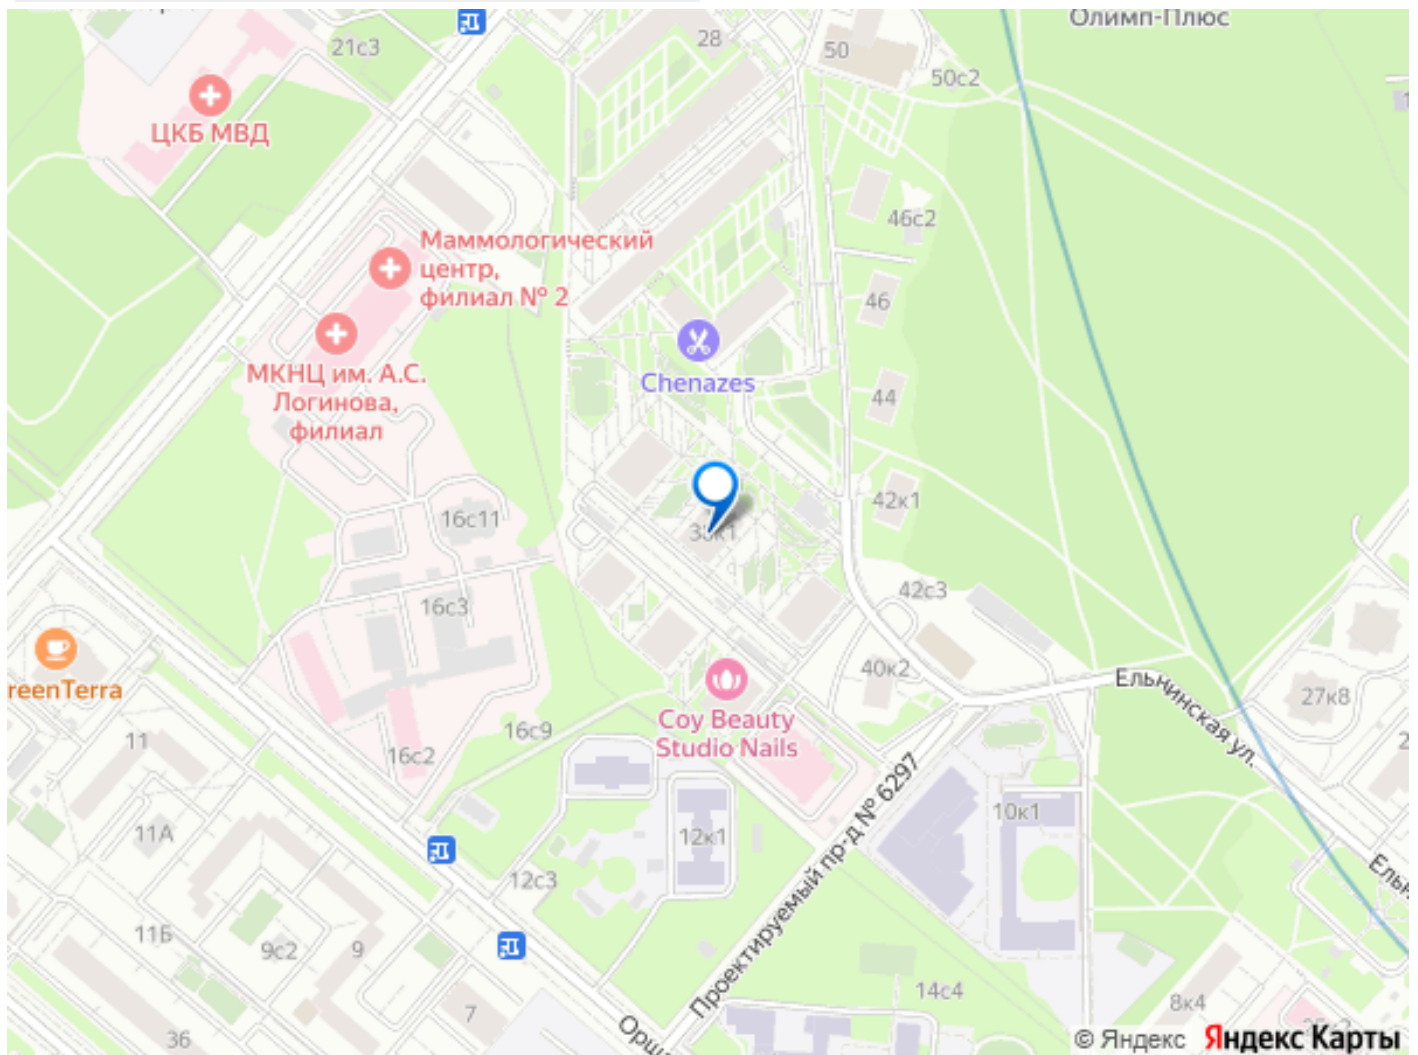 Олимп-Плюс
28
50
21с3
50с2
ЦКБ МВД
46с2
Маммологический
центр,
филиал № 2
46
МКНЦ им. А.С.
Логинова,
филиал
Chenazes
44
42к1
16с11
42с3
16с3
40к2
Ельнинская ул.
reenTerra
27к8
Coy Beauty
Studio Nails
16с9
11
16с2
Проектируемый пр-д № 6297
10к1
11А
12к1
12с3
11Б
9с2
9
14с4
8к4
7
36
© Яндекс Яндекс Карты